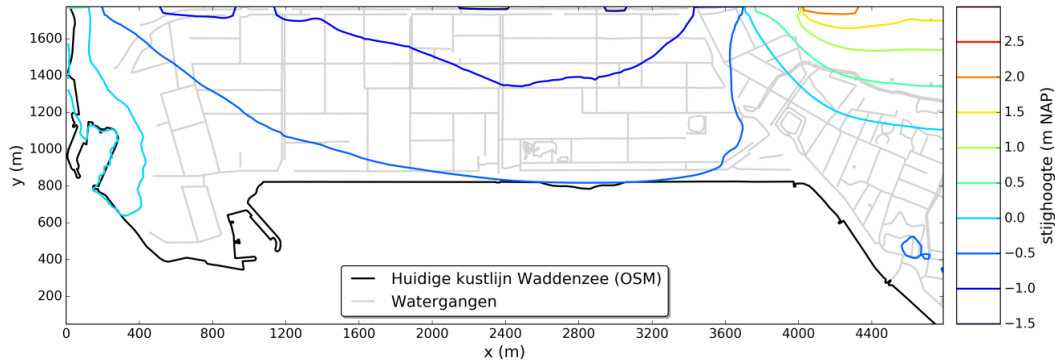 1600
1400
1200
1000
800
600
400
200
y (m)
0 400 800 1200 1600 2000 2400 2800 3200 3600 4000 4400
x (m)
Huidige kustlijn Waddenzee (OSM)
Watergangen
2.5
2.0
1.5
1.0
0.5
0.0
−0.5
−1.0
−1.5
stijghoogte (m NAP)